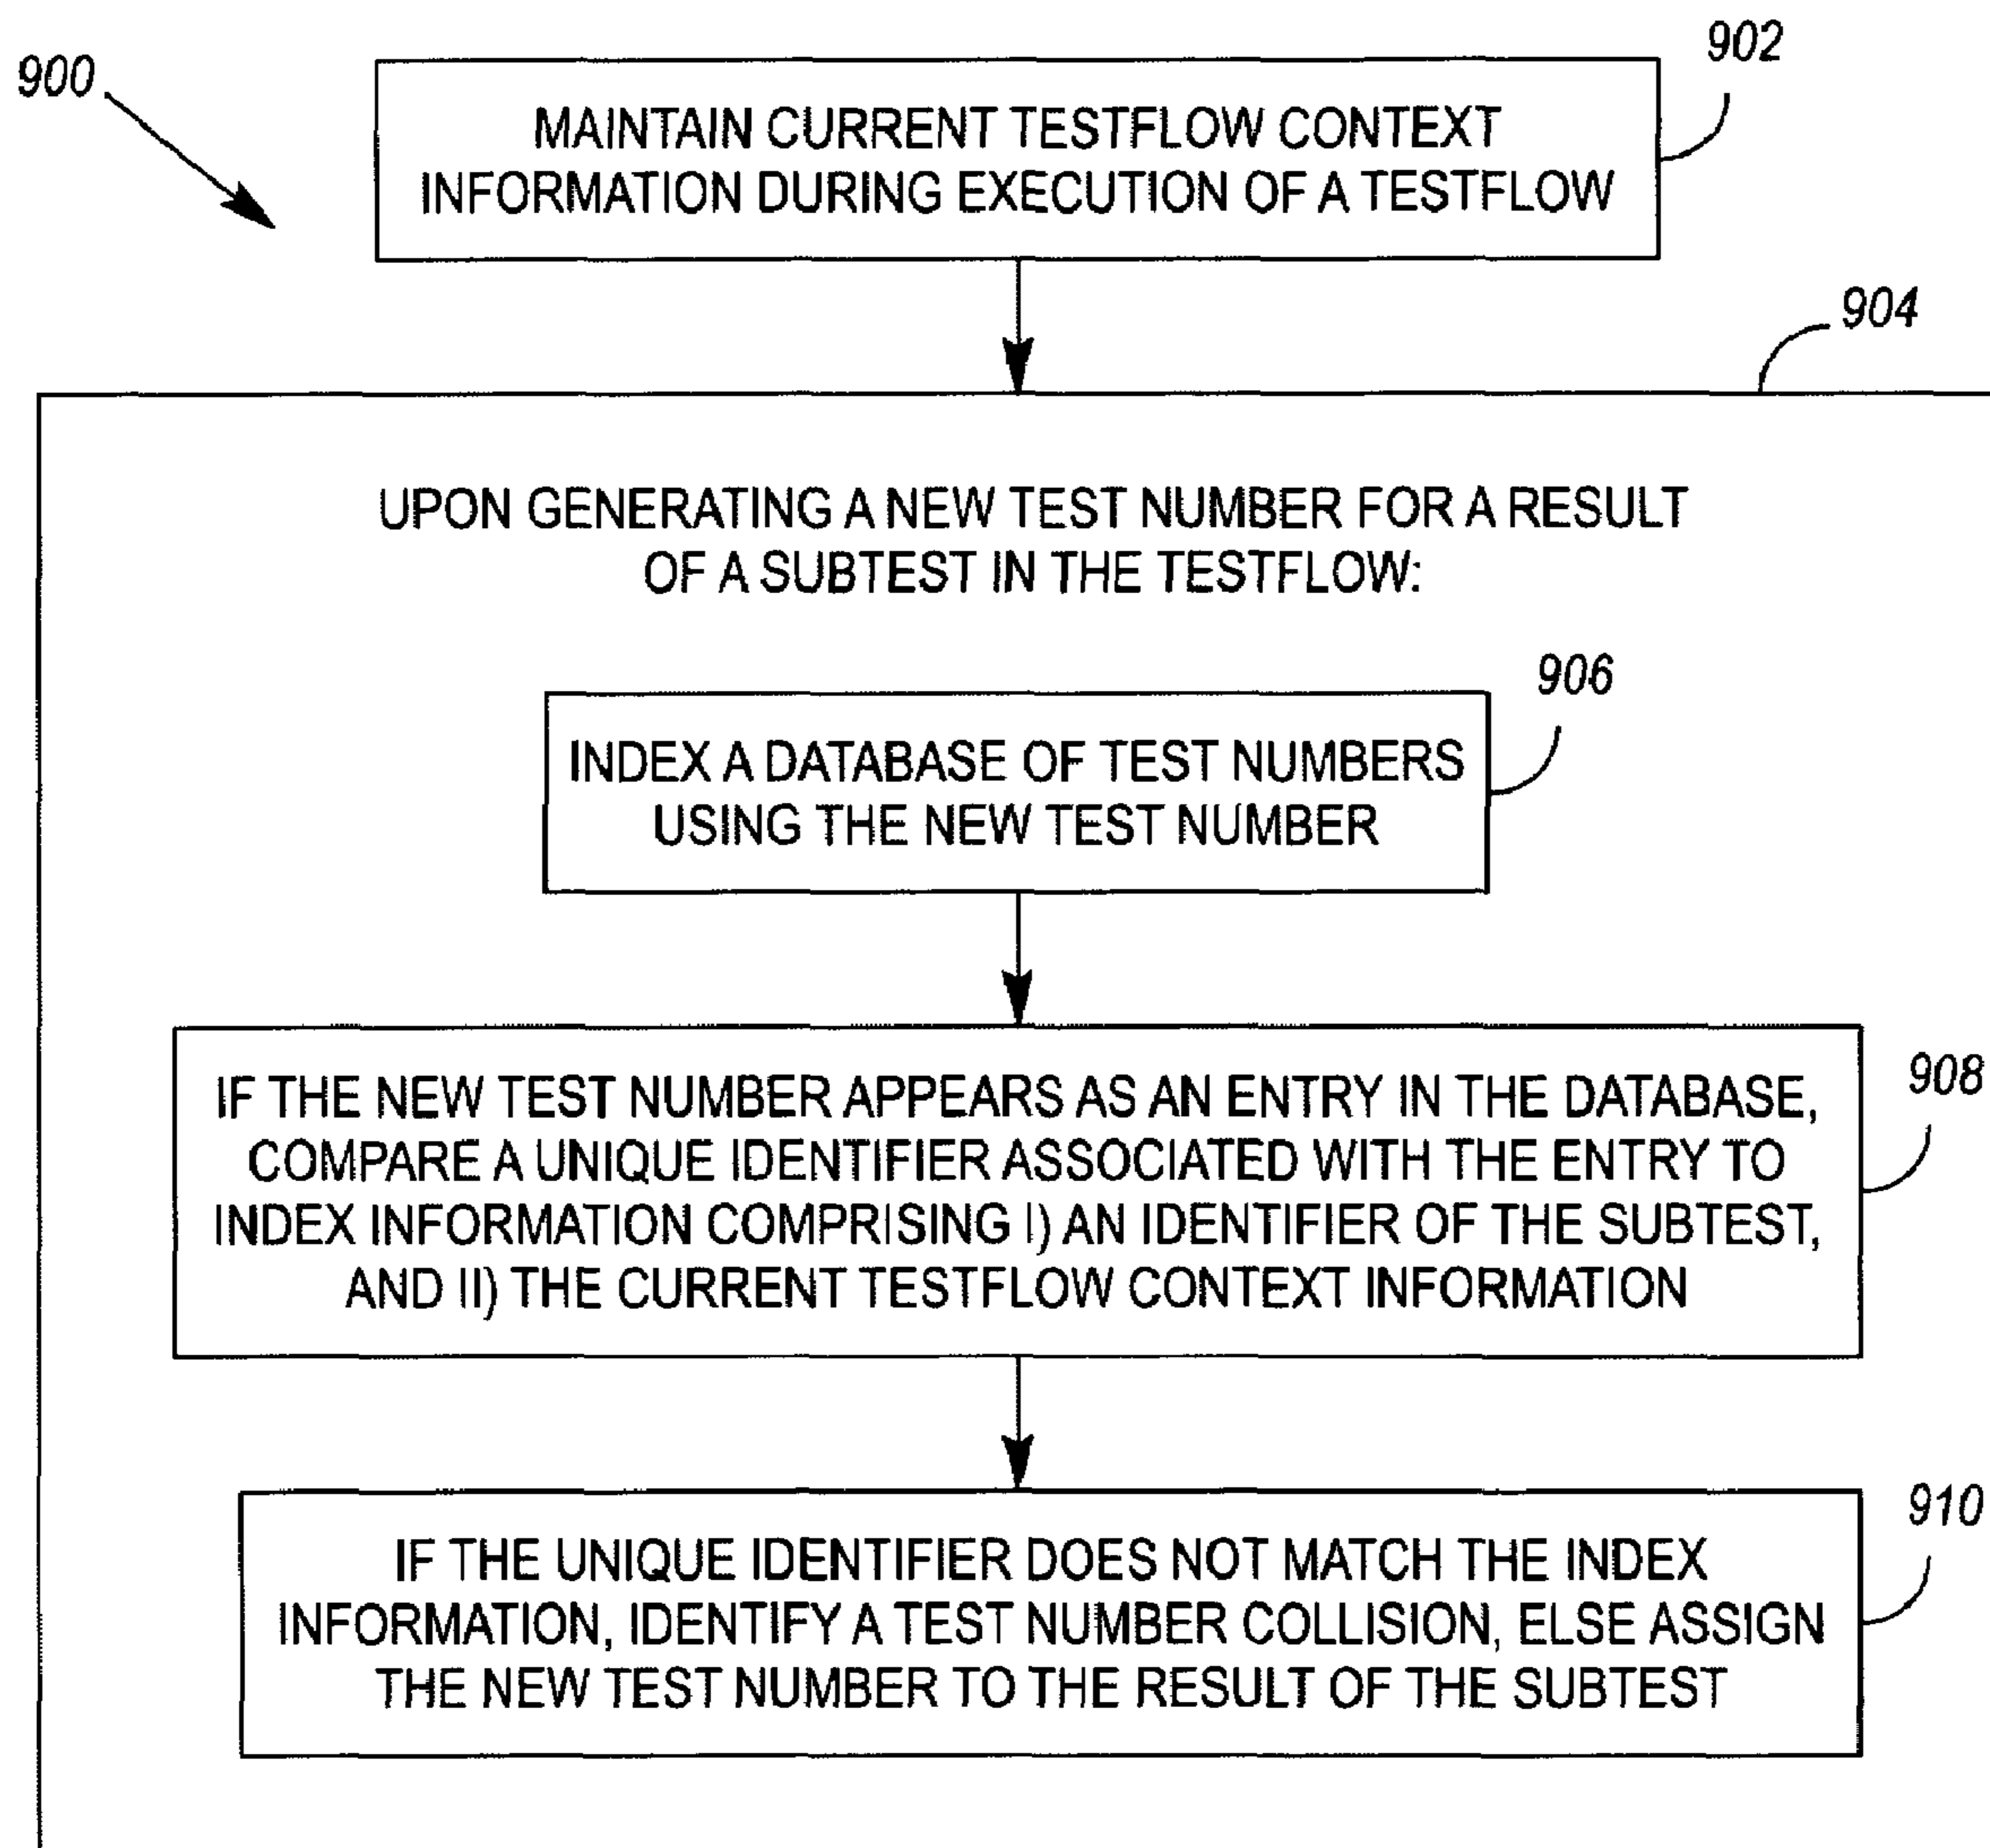 900
902
MAINTAIN CURRENT TESTFLOW CONTEXT
INFORMATION DURING EXECUTION OF A TESTFLOW
904
UPON GENERATING A NEW TEST NUMBER FOR A RESULT
OF A SUBTEST IN THE TESTFLOW:
906
INDEX A DATABASE OF TEST NUMBERS
USING THE NEW TEST NUMBER
908
IF THE NEW TEST NUMBER APPEARS AS AN ENTRY IN THE DATABASE,
COMPARE A UNIQUE IDENTIFIER ASSOCIATED WITH THE ENTRY TO
INDEX INFORMATION COMPRISING I) AN IDENTIFIER OF THE SUBTEST,
AND II) THE CURRENT TESTFLOW CONTEXT INFORMATION
910
IF THE UNIQUE IDENTIFIER DOES NOT MATCH THE INDEX
INFORMATION, IDENTIFY A TEST NUMBER COLLISION, ELSE ASSIGN
THE NEW TEST NUMBER TO THE RESULT OF THE SUBTEST